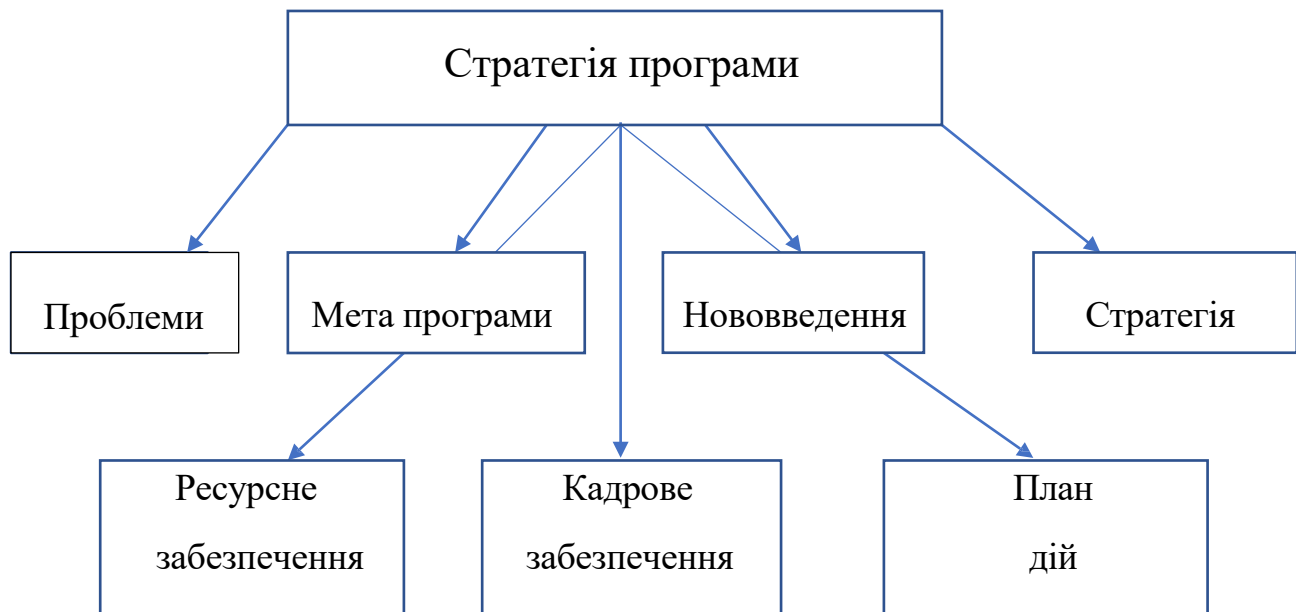 Стратегія програми
Проблеми
Мета програми
Нововведення
Стратегія
Ресурсне
забезпечення
Кадрове
забезпечення
План
дій